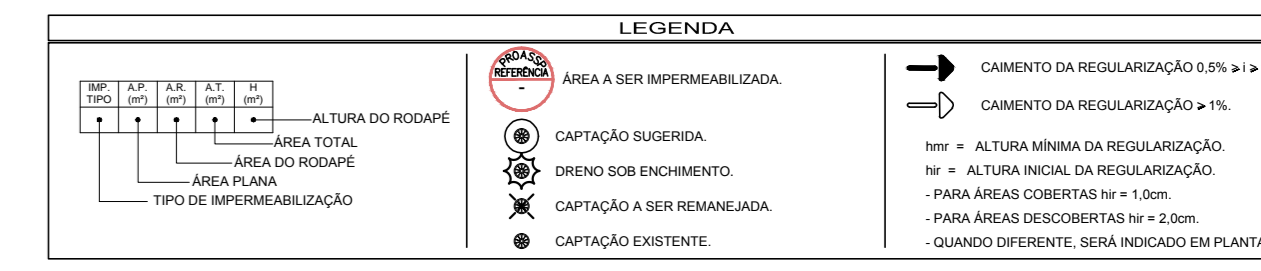 LEGENDA
IMP. TIPO
A.P. (m²)
A.R. (m²)
A.T. (m²)
H (m²)
ALTURA DO RODAPÉ
ÁREA TOTAL
ÁREA DO RODAPÉ
ÁREA PLANA
TIPO DE IMPERMEABILIZAÇÃO
PROASSP
REFERÊNCIA
-
ÁREA A SER IMPERMEABILIZADA.
CAPTAÇÃO SUGERIDA.
DRENO SOB ENCHIMENTO.
CAPTAÇÃO A SER REMANEJADA.
CAPTAÇÃO EXISTENTE.
CAIMENTO DA REGULARIZAÇÃO 0,5% ⩾ i ⩾
CAIMENTO DA REGULARIZAÇÃO ⩾ 1%.
hmr = ALTURA MÍNIMA DA REGULARIZAÇÃO.
hir = ALTURA INICIAL DA REGULARIZAÇÃO.
- PARA ÁREAS COBERTAS hir = 1,0cm.
- PARA ÁREAS DESCOBERTAS hir = 2,0cm.
- QUANDO DIFERENTE, SERÁ INDICADO EM PLANTA